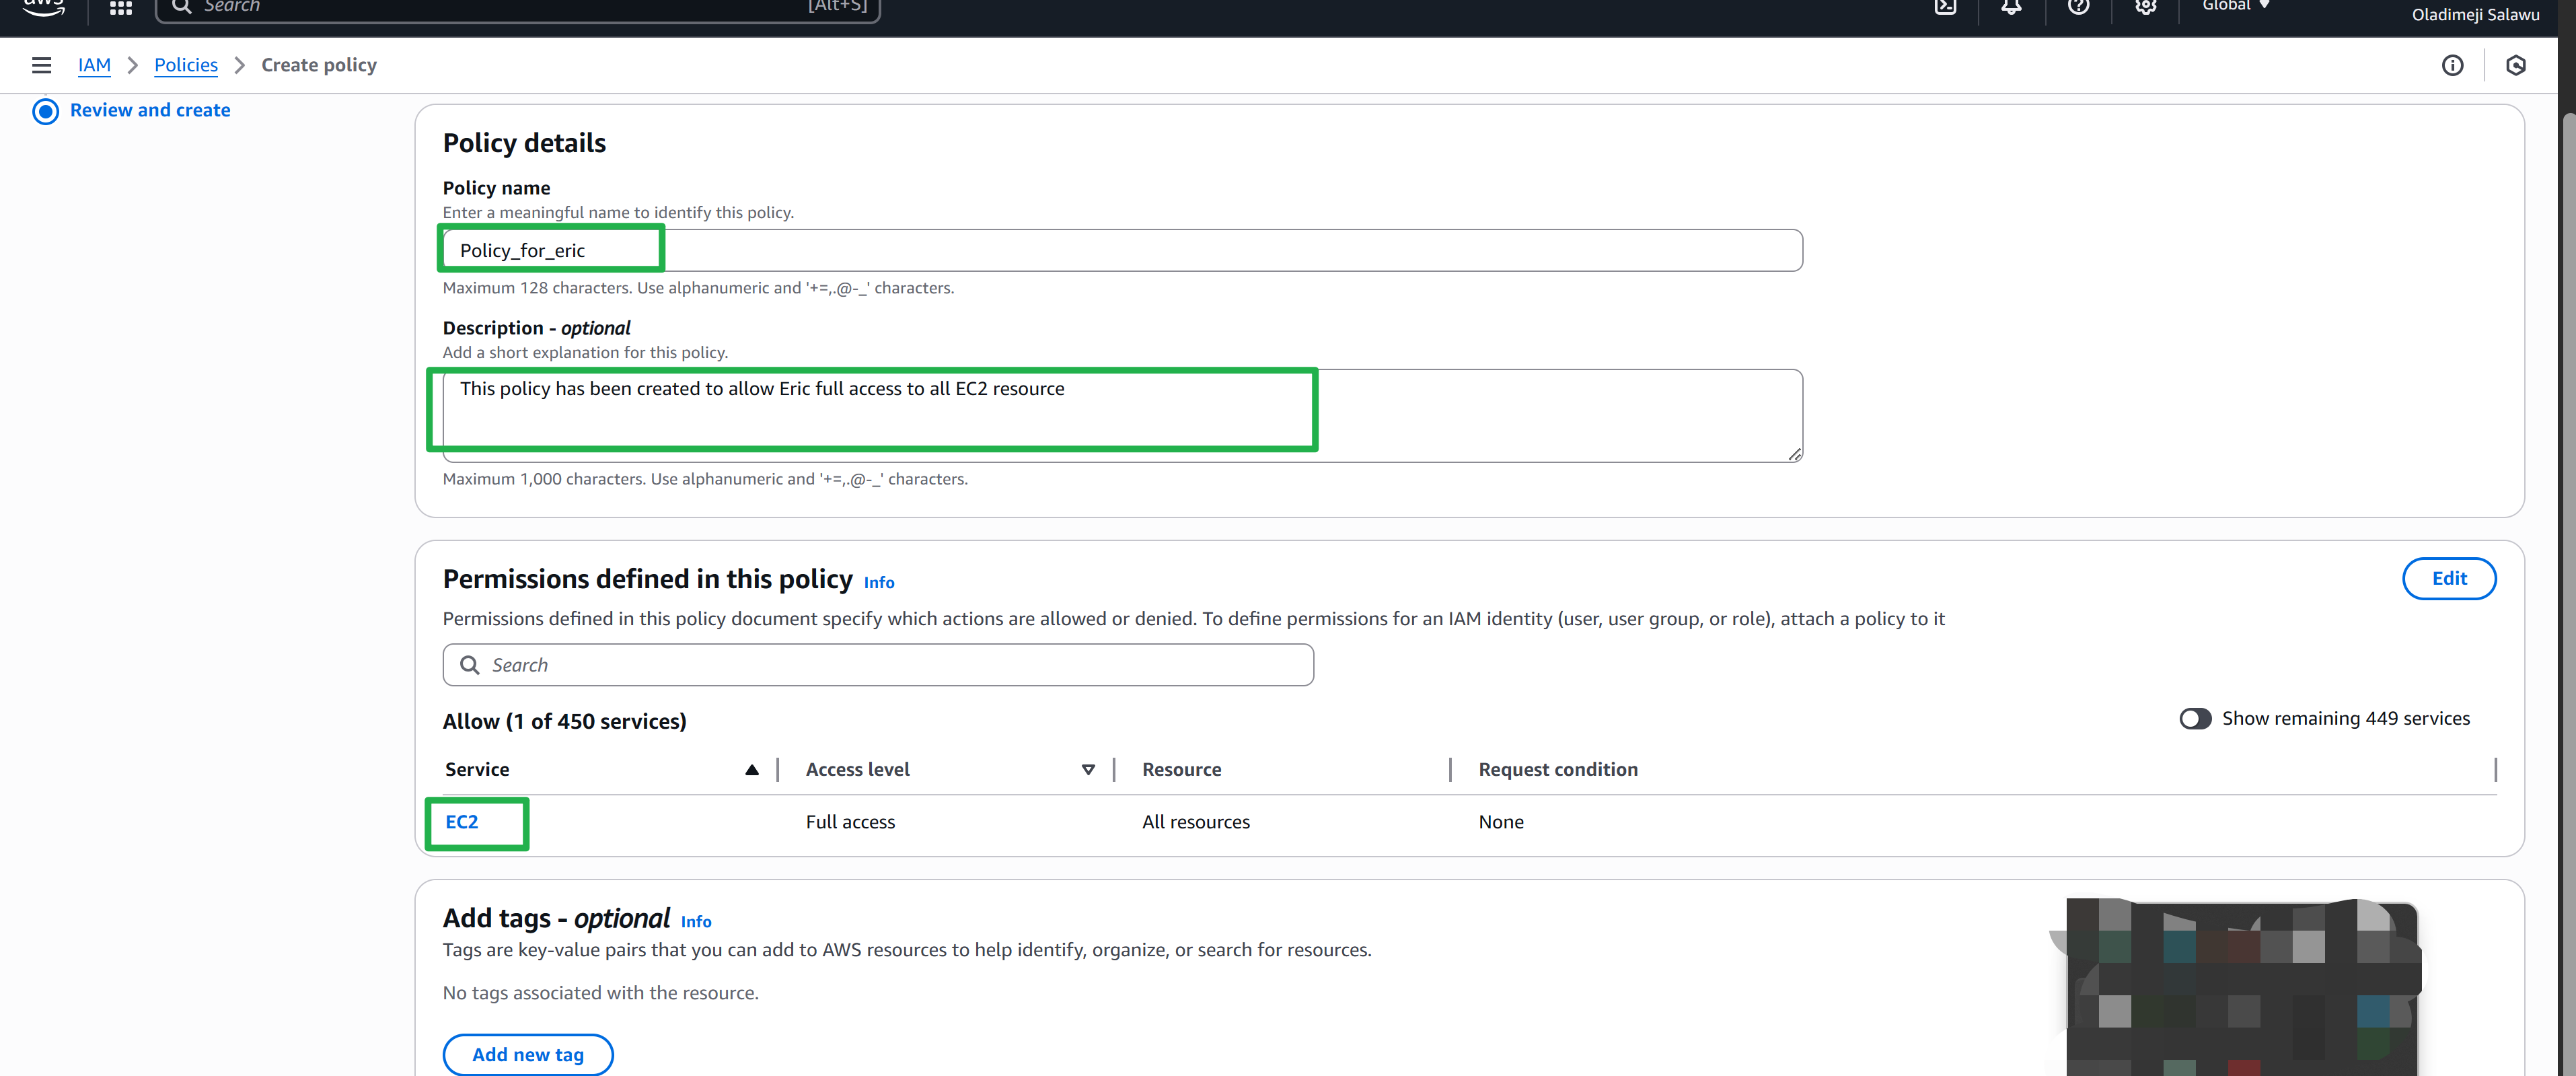 aws
Search
[Alt+S]
Global
Oladimeji Salawu
IAM
Policies
Create policy
Review and create
Policy details
Policy name
Enter a meaningful name to identify this policy.
Policy_for_eric
Maximum 128 characters. Use alphanumeric and '+=,.@-_' characters.
Description - optional
Add a short explanation for this policy.
This policy has been created to allow Eric full access to all EC2 resource
Maximum 1,000 characters. Use alphanumeric and '+=,.@-_' characters.
Permissions defined in this policy Info
Edit
Permissions defined in this policy document specify which actions are allowed or denied. To define permissions for an IAM identity (user, user group, or role), attach a policy to it
Search
Allow (1 of 450 services)
Show remaining 449 services
Service Access level Resource Request condition
EC2 Full access All resources None
Add tags - optional Info
Tags are key-value pairs that you can add to AWS resources to help identify, organize, or search for resources.
No tags associated with the resource.
Add new tag